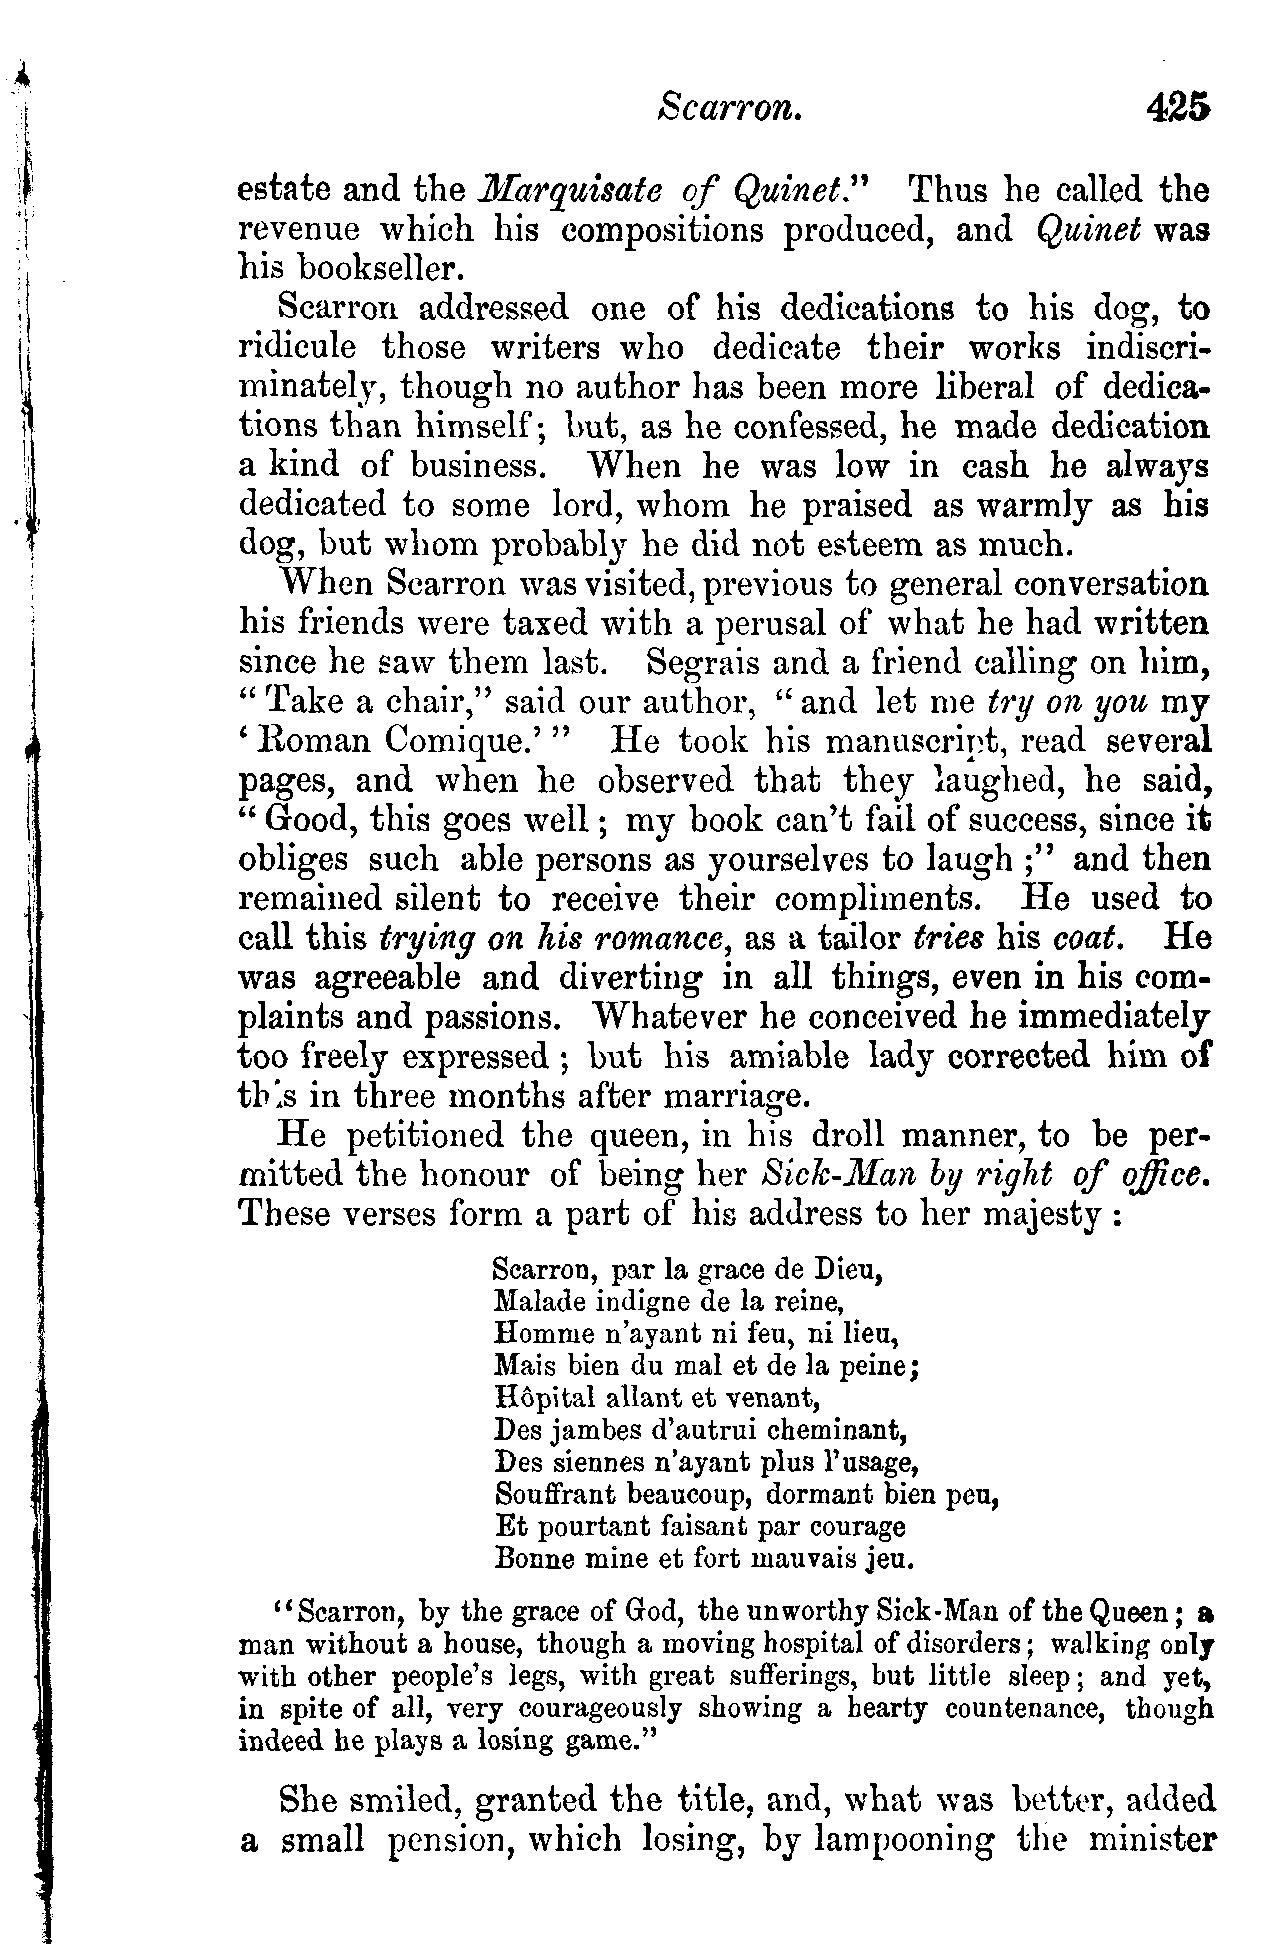 Scarron. 425
estate and the Marquisate of Quinet." Thus he called the
revenue which his compositions produced, and Quinet was
his bookseller.
Scarron addressed one of his dedications to his dog, to
ridicule those writers who dedicate their works indiscri-
minately, though no author has been more liberal of dedica-
tions than himself; but, as he confessed, he made dedication
a kind of business. When he was low in cash he always
dedicated to some lord, whom he praised as warmly as his
dog, but whom probably he did not esteem as much.
When Scarron was visited, previous to general conversation
his friends were taxed with a perusal of what he had written
since he saw them last. Segrais and a friend calling on him,
"Take a chair," said our author, "and let me try on you my
'Roman Comique.'" He took his manuscript, read several
pages, and when he observed that they laughed, he said,
"Good, this goes well; my book can't fail of success, since it
obliges such able persons as yourselves to laugh;" and then
remained silent to receive their compliments. He used to
call this trying on his romance, as a tailor tries his coat. He
was agreeable and diverting in all things, even in his com-
plaints and passions. Whatever he conceived he immediately
too freely expressed; but his amiable lady corrected him of
this in three months after marriage.
He petitioned the queen, in his droll manner, to be per-
mitted the honour of being her Sick-Man by right of office.
These verses form a part of his address to her majesty:
Scarron, par la grace de Dieu,
Malade indigne de la reine,
Homme n'ayant ni feu, ni lieu,
Mais bien du mal et de la peine;
Hôpital allant et venant,
Des jambes d'autrui cheminant,
Des siennes n'ayant plus l'usage,
Souffrant beaucoup, dormant bien peu,
Et pourtant faisant par courage
Bonne mine et fort mauvais jeu.
"Scarron, by the grace of God, the unworthy Sick-Man of the Queen; a
man without a house, though a moving hospital of disorders; walking only
with other people's legs, with great sufferings, but little sleep; and yet,
in spite of all, very courageously showing a hearty countenance, though
indeed he plays a losing game."
She smiled, granted the title, and, what was better, added
a small pension, which losing, by lampooning the minister